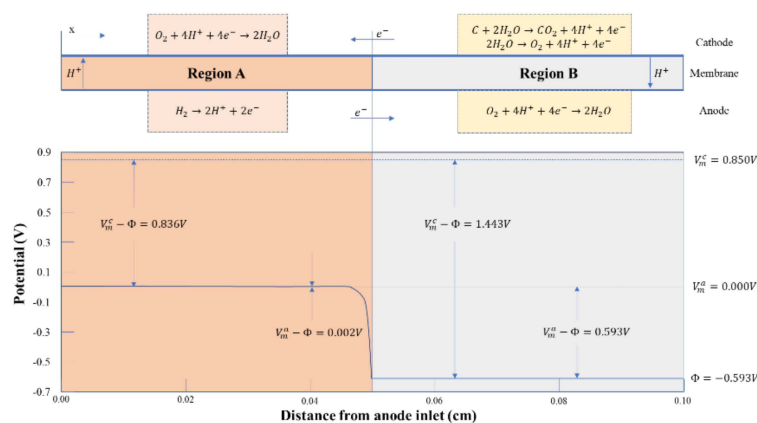 x
O₂ + 4H⁺ + 4e⁻ → 2H₂O
e⁻
C + 2H₂O → CO₂ + 4H⁺ + 4e⁻
2H₂O → O₂ + 4H⁺ + 4e⁻
Cathode
H⁺
Region A
Region B
H⁺
Membrane
H₂ → 2H⁺ + 2e⁻
e⁻
O₂ + 4H⁺ + 4e⁻ → 2H₂O
Anode
0.9
V_m^c = 0.850V
0.7
0.5
V_m^c − Φ = 0.836V
V_m^c − Φ = 1.443V
0.3
0.1
V_m^a = 0.000V
-0.1
-0.3
V_m^a − Φ = 0.002V
V_m^a − Φ = 0.593V
-0.5
Φ = −0.593V
-0.7
Potential (V)
0.00
0.02
0.04
0.06
0.08
0.10
Distance from anode inlet (cm)